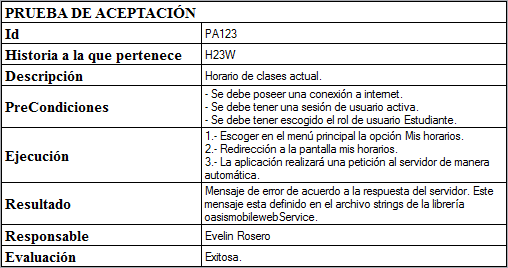 PRUEBA DE ACEPTACIÓN
Id PA123
Historia a la que pertenece H23W
Descripción Horario de clases actual.
PreCondiciones
- Se debe poseer una conexión a internet.
- Se debe tener una sesión de usuario activa.
- Se debe tener escogido el rol de usuario Estudiante.
Ejecución
1.- Escoger en el menú principal la opción Mis horarios.
2.- Redirección a la pantalla mis horarios.
3.- La aplicación realizará una petición al servidor de manera
automática.
Resultado
Mensaje de error de acuerdo a la respuesta del servidor. Este
mensaje esta definido en el archivo strings de la librería
oasismobilewebService.
Responsable Evelin Rosero
Evaluación Exitosa.